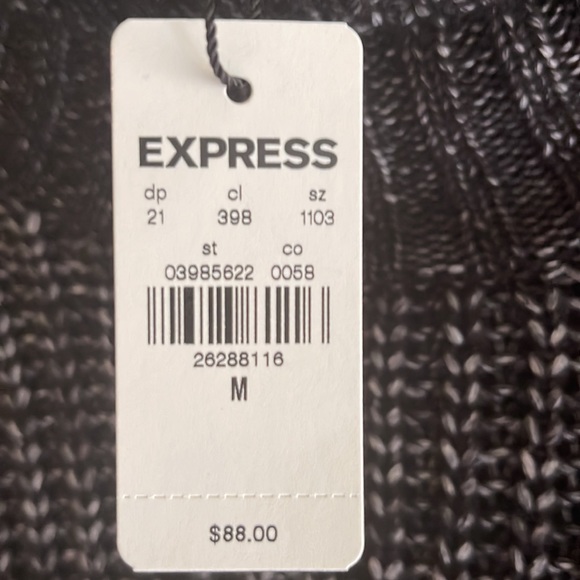 EXPRESS
dp cl sz
21 398 1103
st co
03985622 0058
26288116
M
$88.00